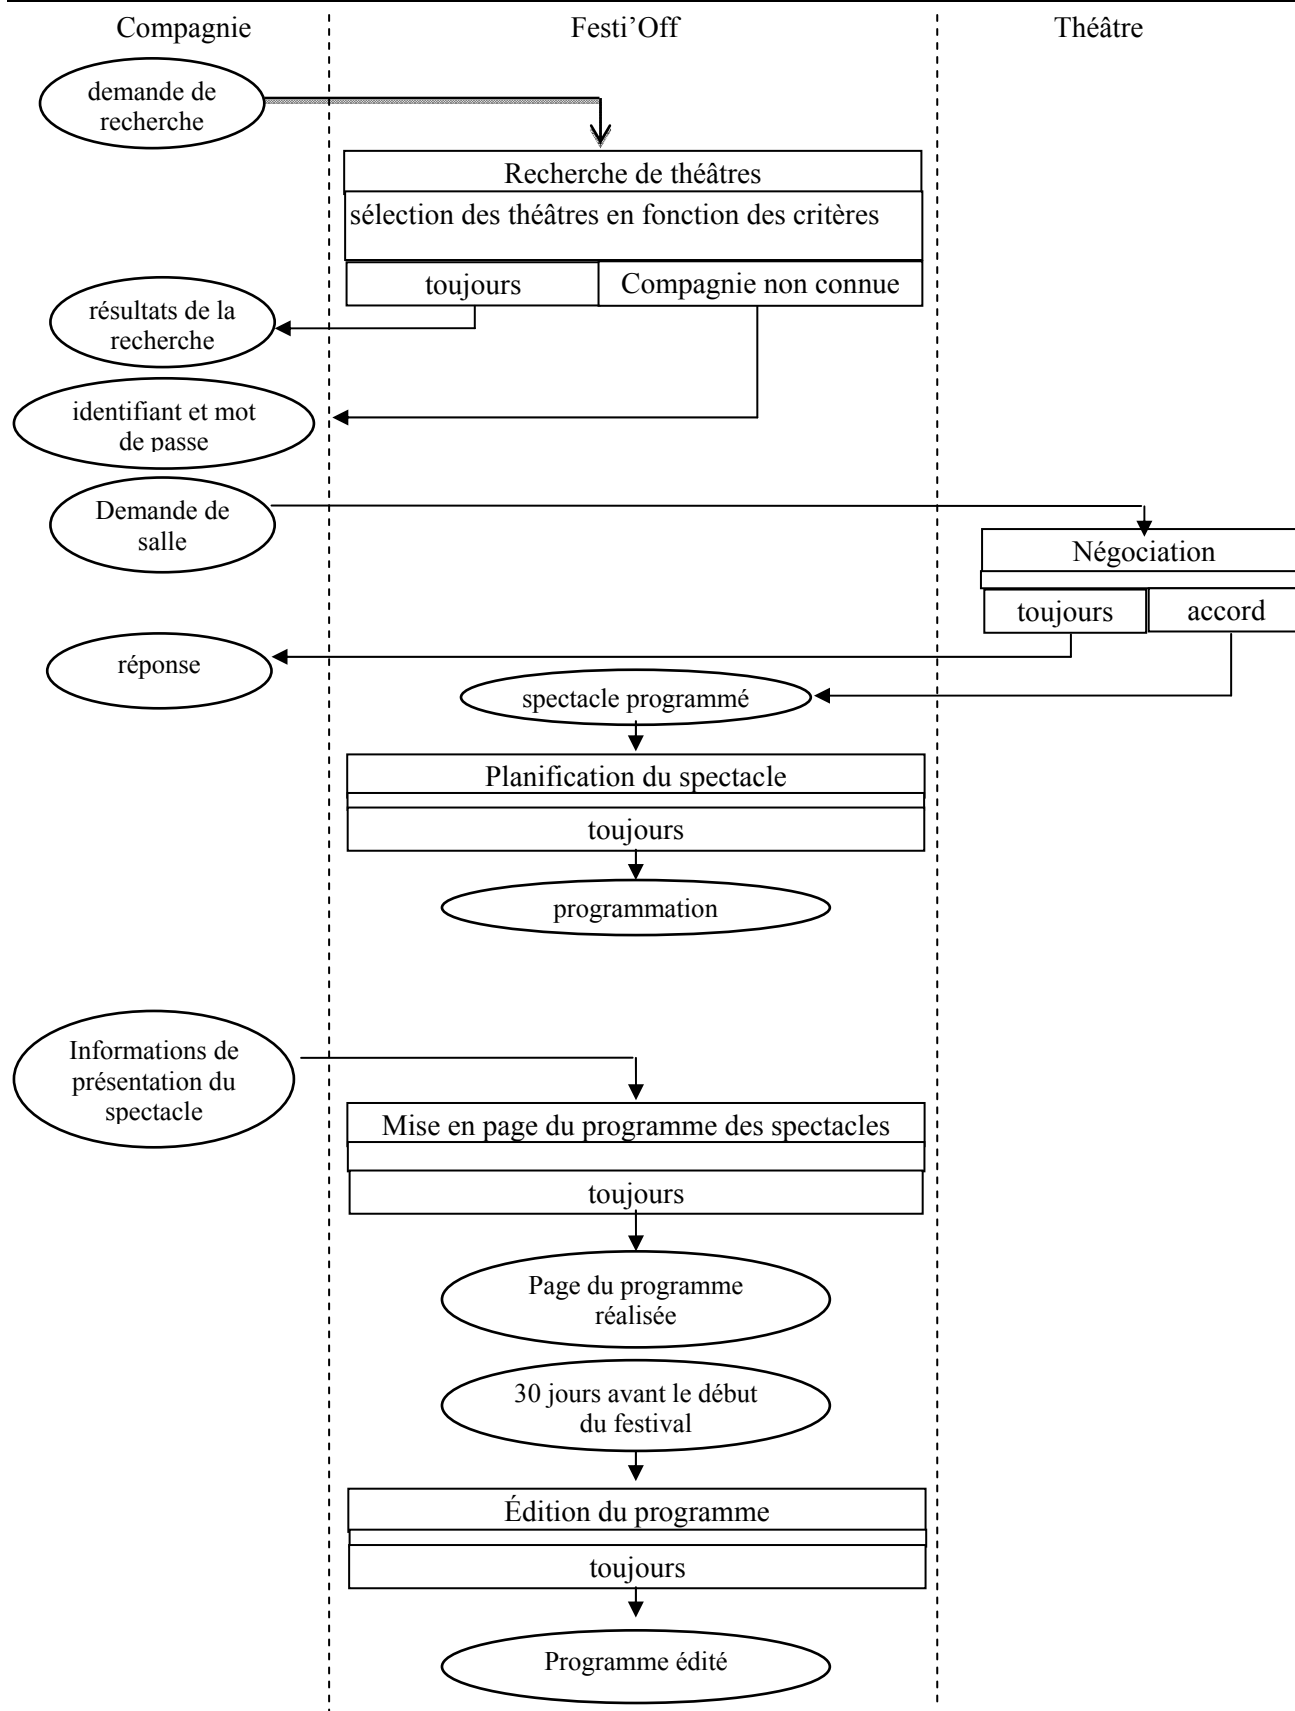 Compagnie
Festi'Off
Théâtre
demande de
recherche
Recherche de théâtres
sélection des théâtres en fonction des critères
toujours
Compagnie non connue
résultats de la
recherche
identifiant et mot
de passe
Demande de
salle
Négociation
toujours
accord
réponse
spectacle programmé
Planification du spectacle
toujours
programmation
Informations de
présentation du
spectacle
Mise en page du programme des spectacles
toujours
Page du programme
réalisée
30 jours avant le début
du festival
Édition du programme
toujours
Programme édité